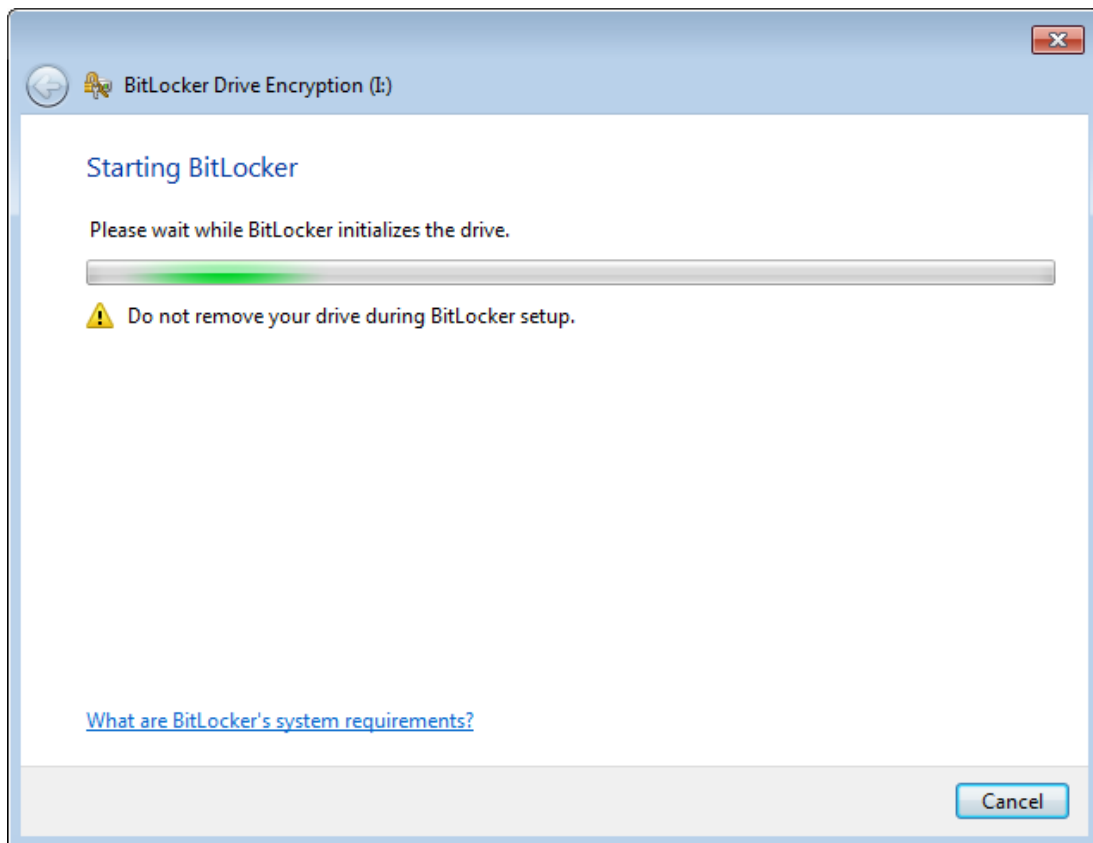 BitLocker Drive Encryption (I:)
Starting BitLocker
Please wait while BitLocker initializes the drive.
Do not remove your drive during BitLocker setup.
What are BitLocker's system requirements?
Cancel